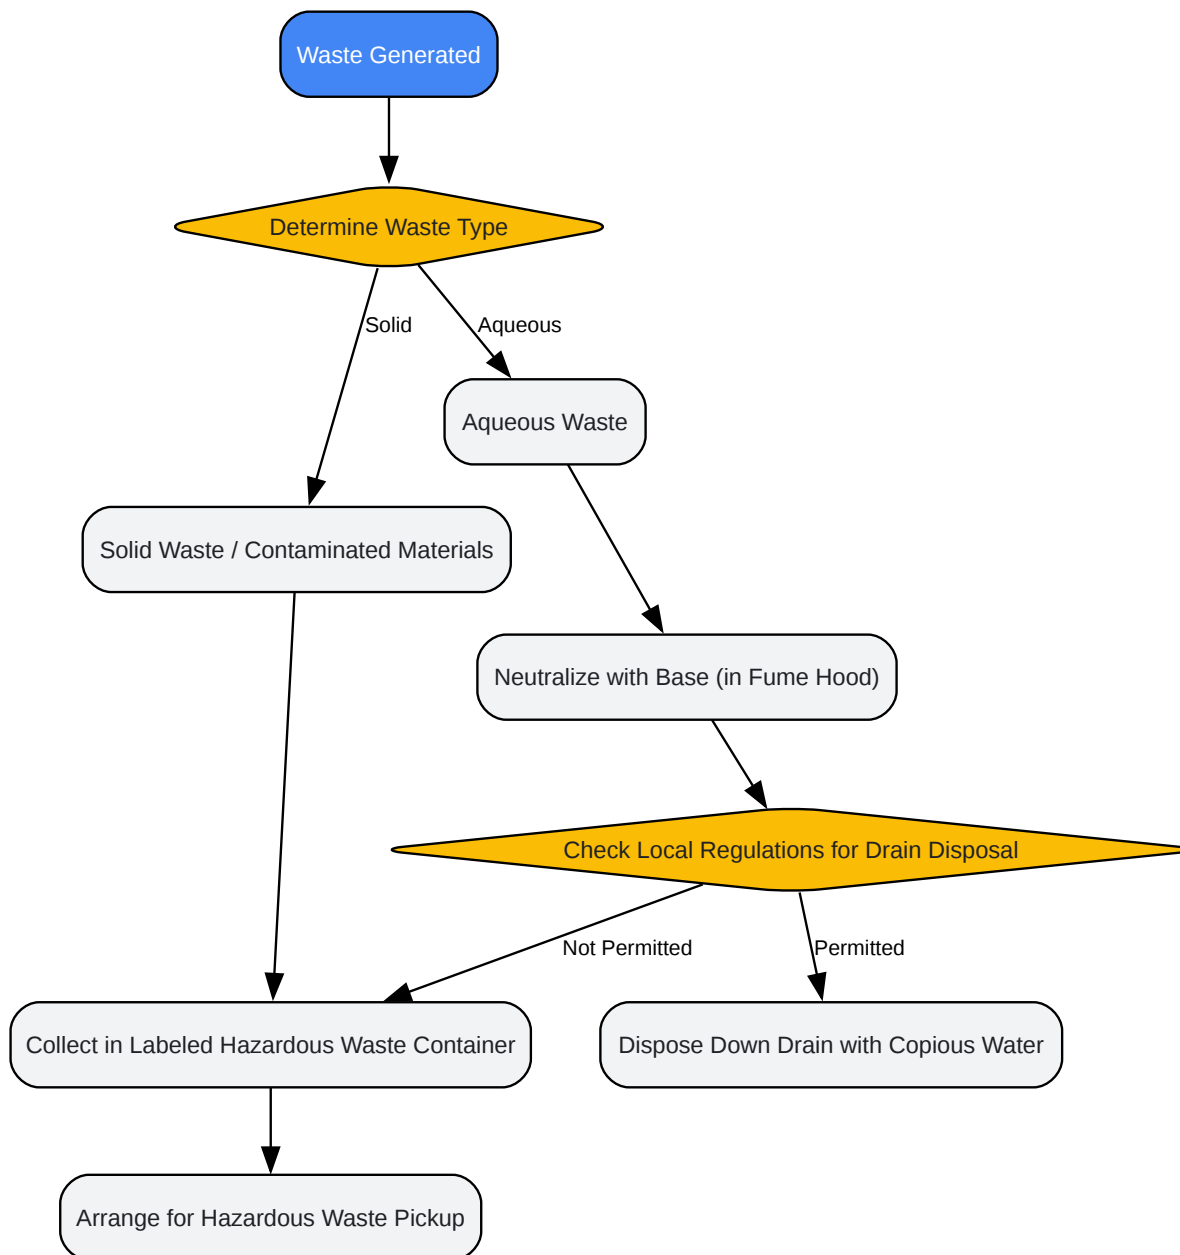 Waste Generated
Determine Waste Type
Solid
Aqueous
Aqueous Waste
Solid Waste / Contaminated Materials
Neutralize with Base (in Fume Hood)
Check Local Regulations for Drain Disposal
Not Permitted
Permitted
Collect in Labeled Hazardous Waste Container
Dispose Down Drain with Copious Water
Arrange for Hazardous Waste Pickup